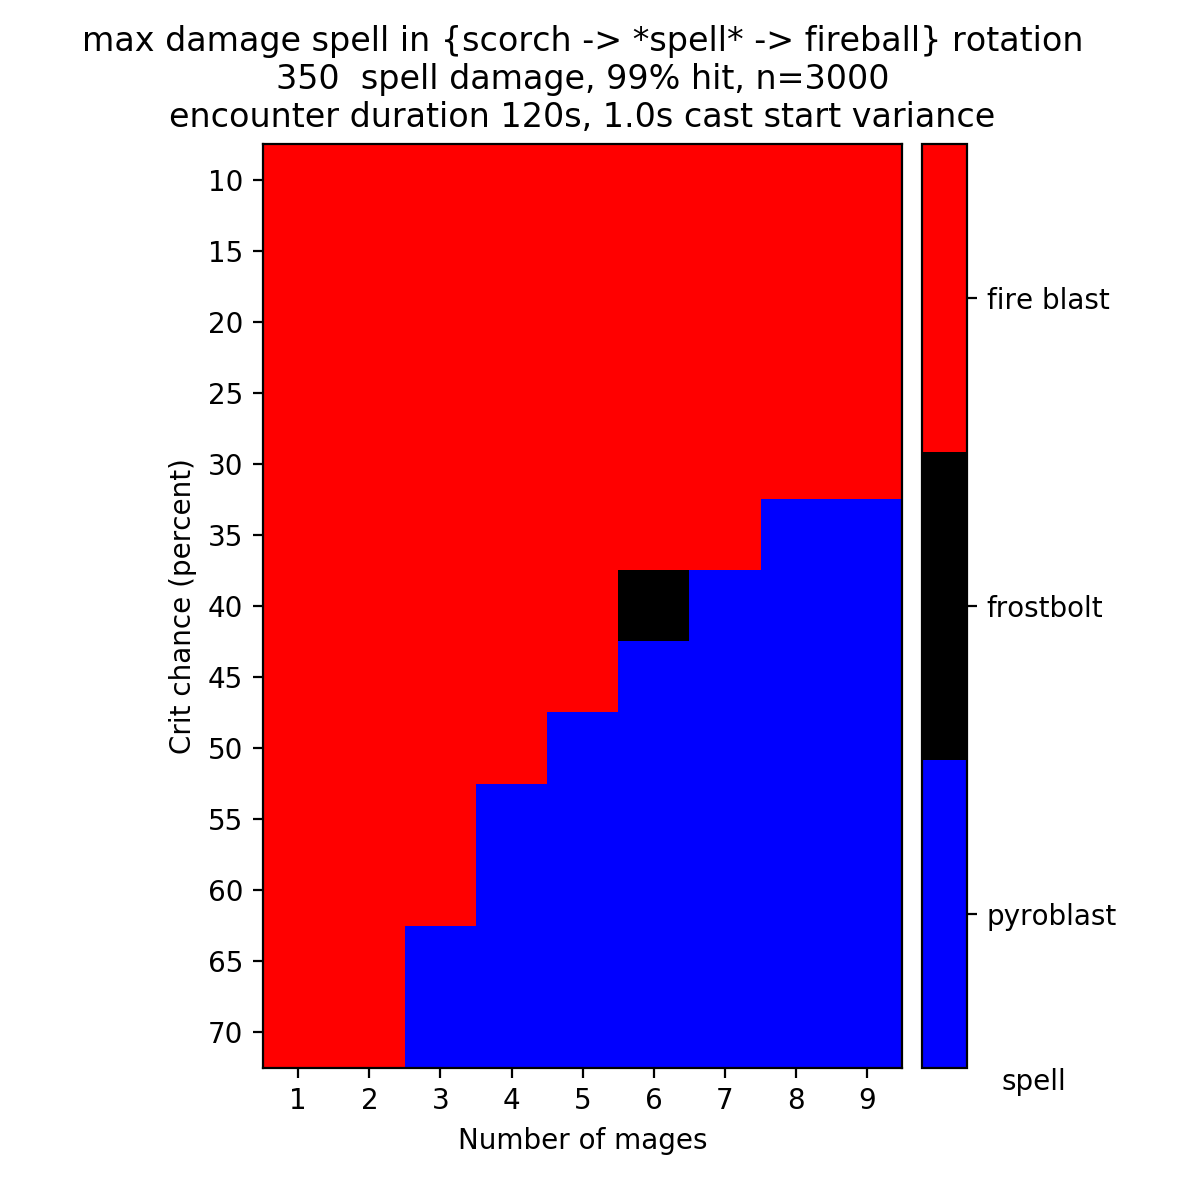 max damage spell in {scorch -> *spell* -> fireball} rotation
350  spell damage, 99% hit, n=3000
encounter duration 120s, 1.0s cast start variance
Crit chance (percent)
10
15
20
25
30
35
40
45
50
55
60
65
70
1 2 3 4 5 6 7 8 9
Number of mages
fire blast
frostbolt
pyroblast
spell